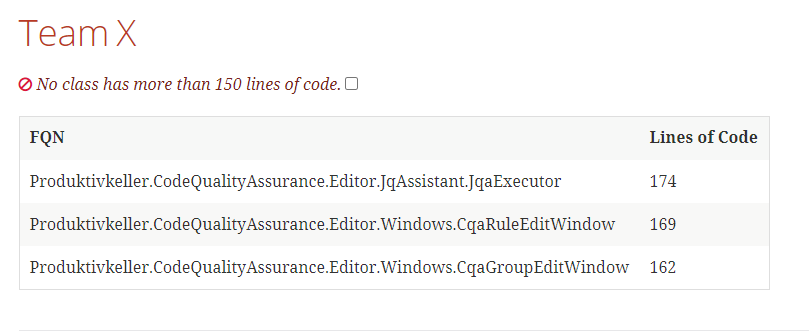 Team X
No class has more than 150 lines of code.
FQN Lines of Code
Produktivkeller.CodeQualityAssurance.Editor.JqAssistant.JqaExecutor 174
Produktivkeller.CodeQualityAssurance.Editor.Windows.CqaRuleEditWindow 169
Produktivkeller.CodeQualityAssurance.Editor.Windows.CqaGroupEditWindow 162